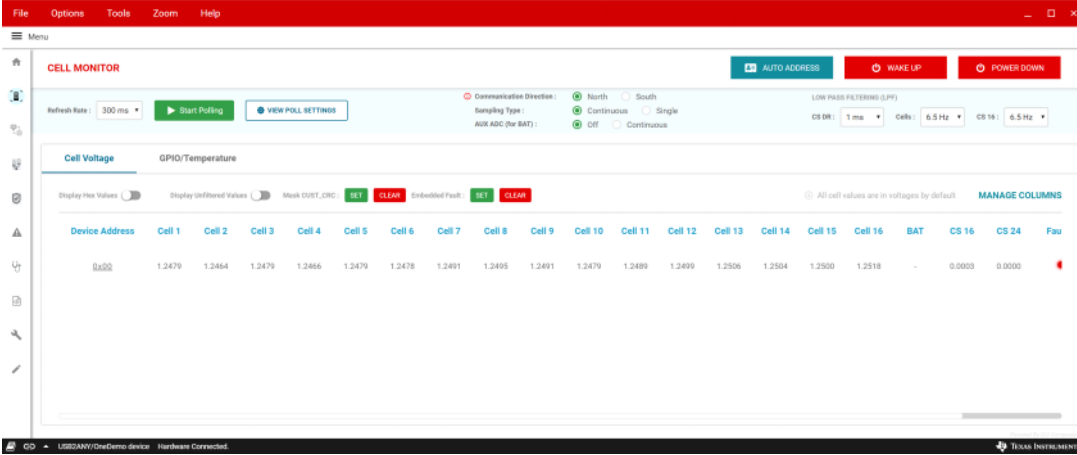 File Options Tools Zoom Help
Menu
CELL MONITOR AUTO ADDRESS WAKE UP POWER DOWN
Refresh Rate : 300 ms Start Polling VIEW POLL SETTINGS
Communication Direction : North South
Sampling Type : Continuous Single
AUX ADC (for BAT) : Off Continuous
LOW PASS FILTERING (LPF)
CS DR : 1 ms Cells : 6.5 Hz CS 16 : 6.5 Hz
Cell Voltage GPIO/Temperature
Display Hex Values Display Unfiltered Values Mask CUST_CRC : SET CLEAR Embedded Fault : SET CLEAR All cell values are in voltages by default MANAGE COLUMNS
Device Address Cell 1 Cell 2 Cell 3 Cell 4 Cell 5 Cell 6 Cell 7 Cell 8 Cell 9 Cell 10 Cell 11 Cell 12 Cell 13 Cell 14 Cell 15 Cell 16 BAT CS 16 CS 24 Fau
0x00 1.2479 1.2464 1.2479 1.2466 1.2479 1.2478 1.2491 1.2495 1.2491 1.2479 1.2489 1.2499 1.2506 1.2504 1.2500 1.2518 - 0.0003 0.0000
USB2ANY/OneDemo device Hardware Connected. TEXAS INSTRUMENT